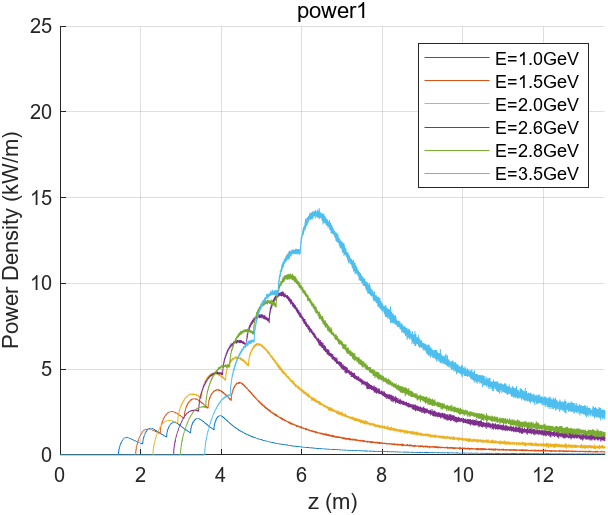 power1
25
20
15
10
5
0
Power Density (kW/m)
E=1.0GeV
E=1.5GeV
E=2.0GeV
E=2.6GeV
E=2.8GeV
E=3.5GeV
0 2 4 6 8 10 12
z (m)